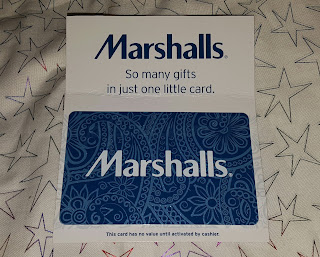 Marshalls®
So many gifts
in just one little card.
Marshalls®
This card has no value until activated by cashier.